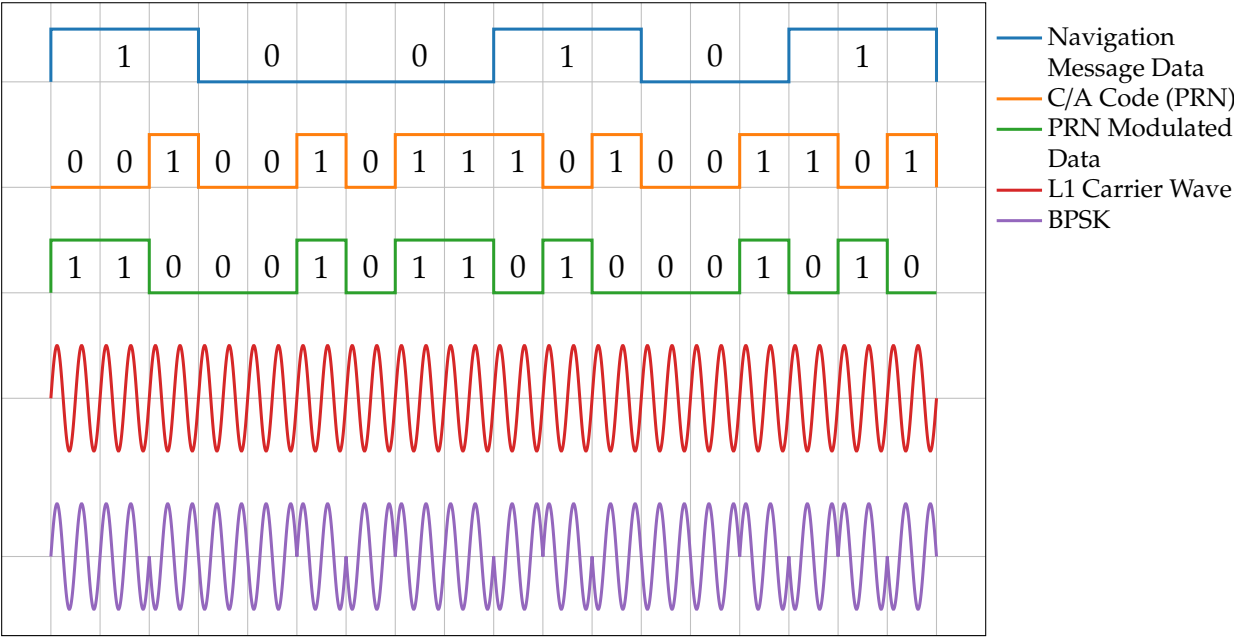 1 0 0 1 0 1
0 0 1 0 0 1 0 1 1 1 0 1 0 0 1 1 0 1
1 1 0 0 0 1 0 1 1 0 1 0 0 0 1 0 1 0
Navigation
Message Data
C/A Code (PRN)
PRN Modulated
Data
L1 Carrier Wave
BPSK